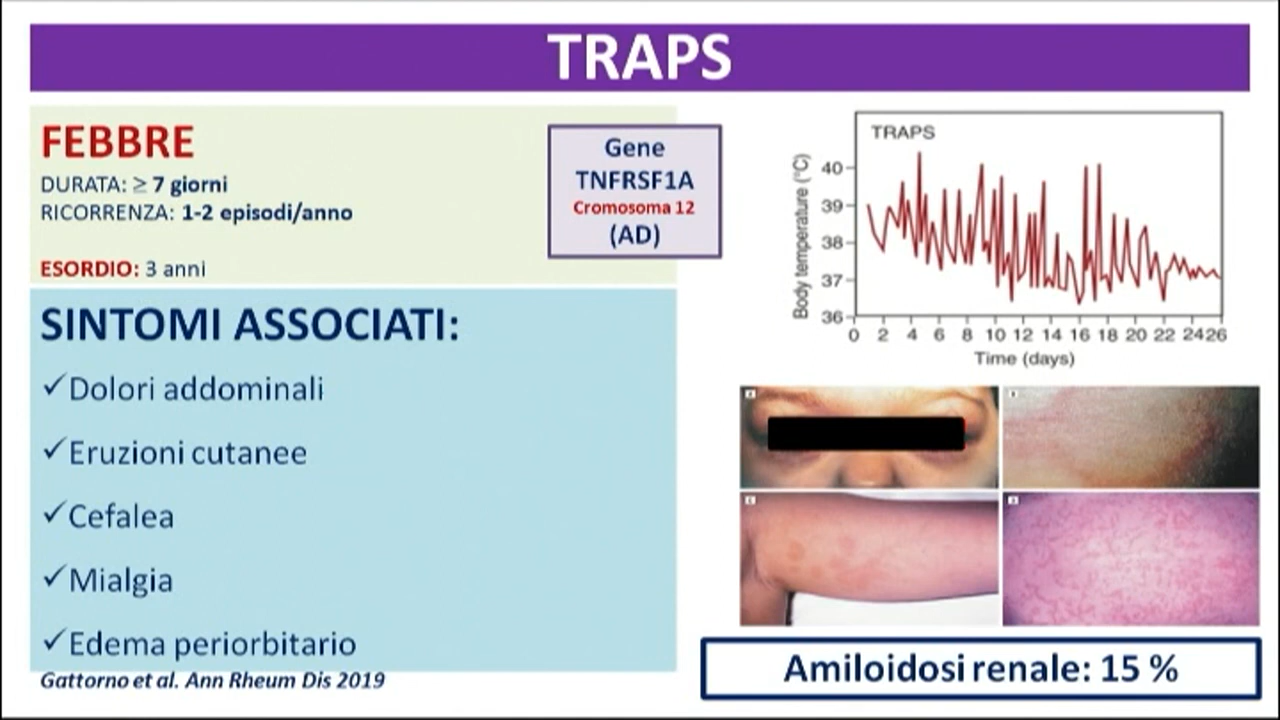 TRAPS
FEBBRE
DURATA: ≥ 7 giorni
RICORRENZA: 1-2 episodi/anno
ESORDIO: 3 anni
Gene
TNFRSF1A
Cromosoma 12
(AD)
SINTOMI ASSOCIATI:
✓Dolori addominali
✓Eruzioni cutanee
✓Cefalea
✓Mialgia
✓Edema periorbitario
Gattorno et al. Ann Rheum Dis 2019
TRAPS
Body temperature (°C)
40
39
38
37
36
0 2 4 6 8 10 12 14 16 18 20 22 24 26
Time (days)
Amiloidosi renale: 15 %